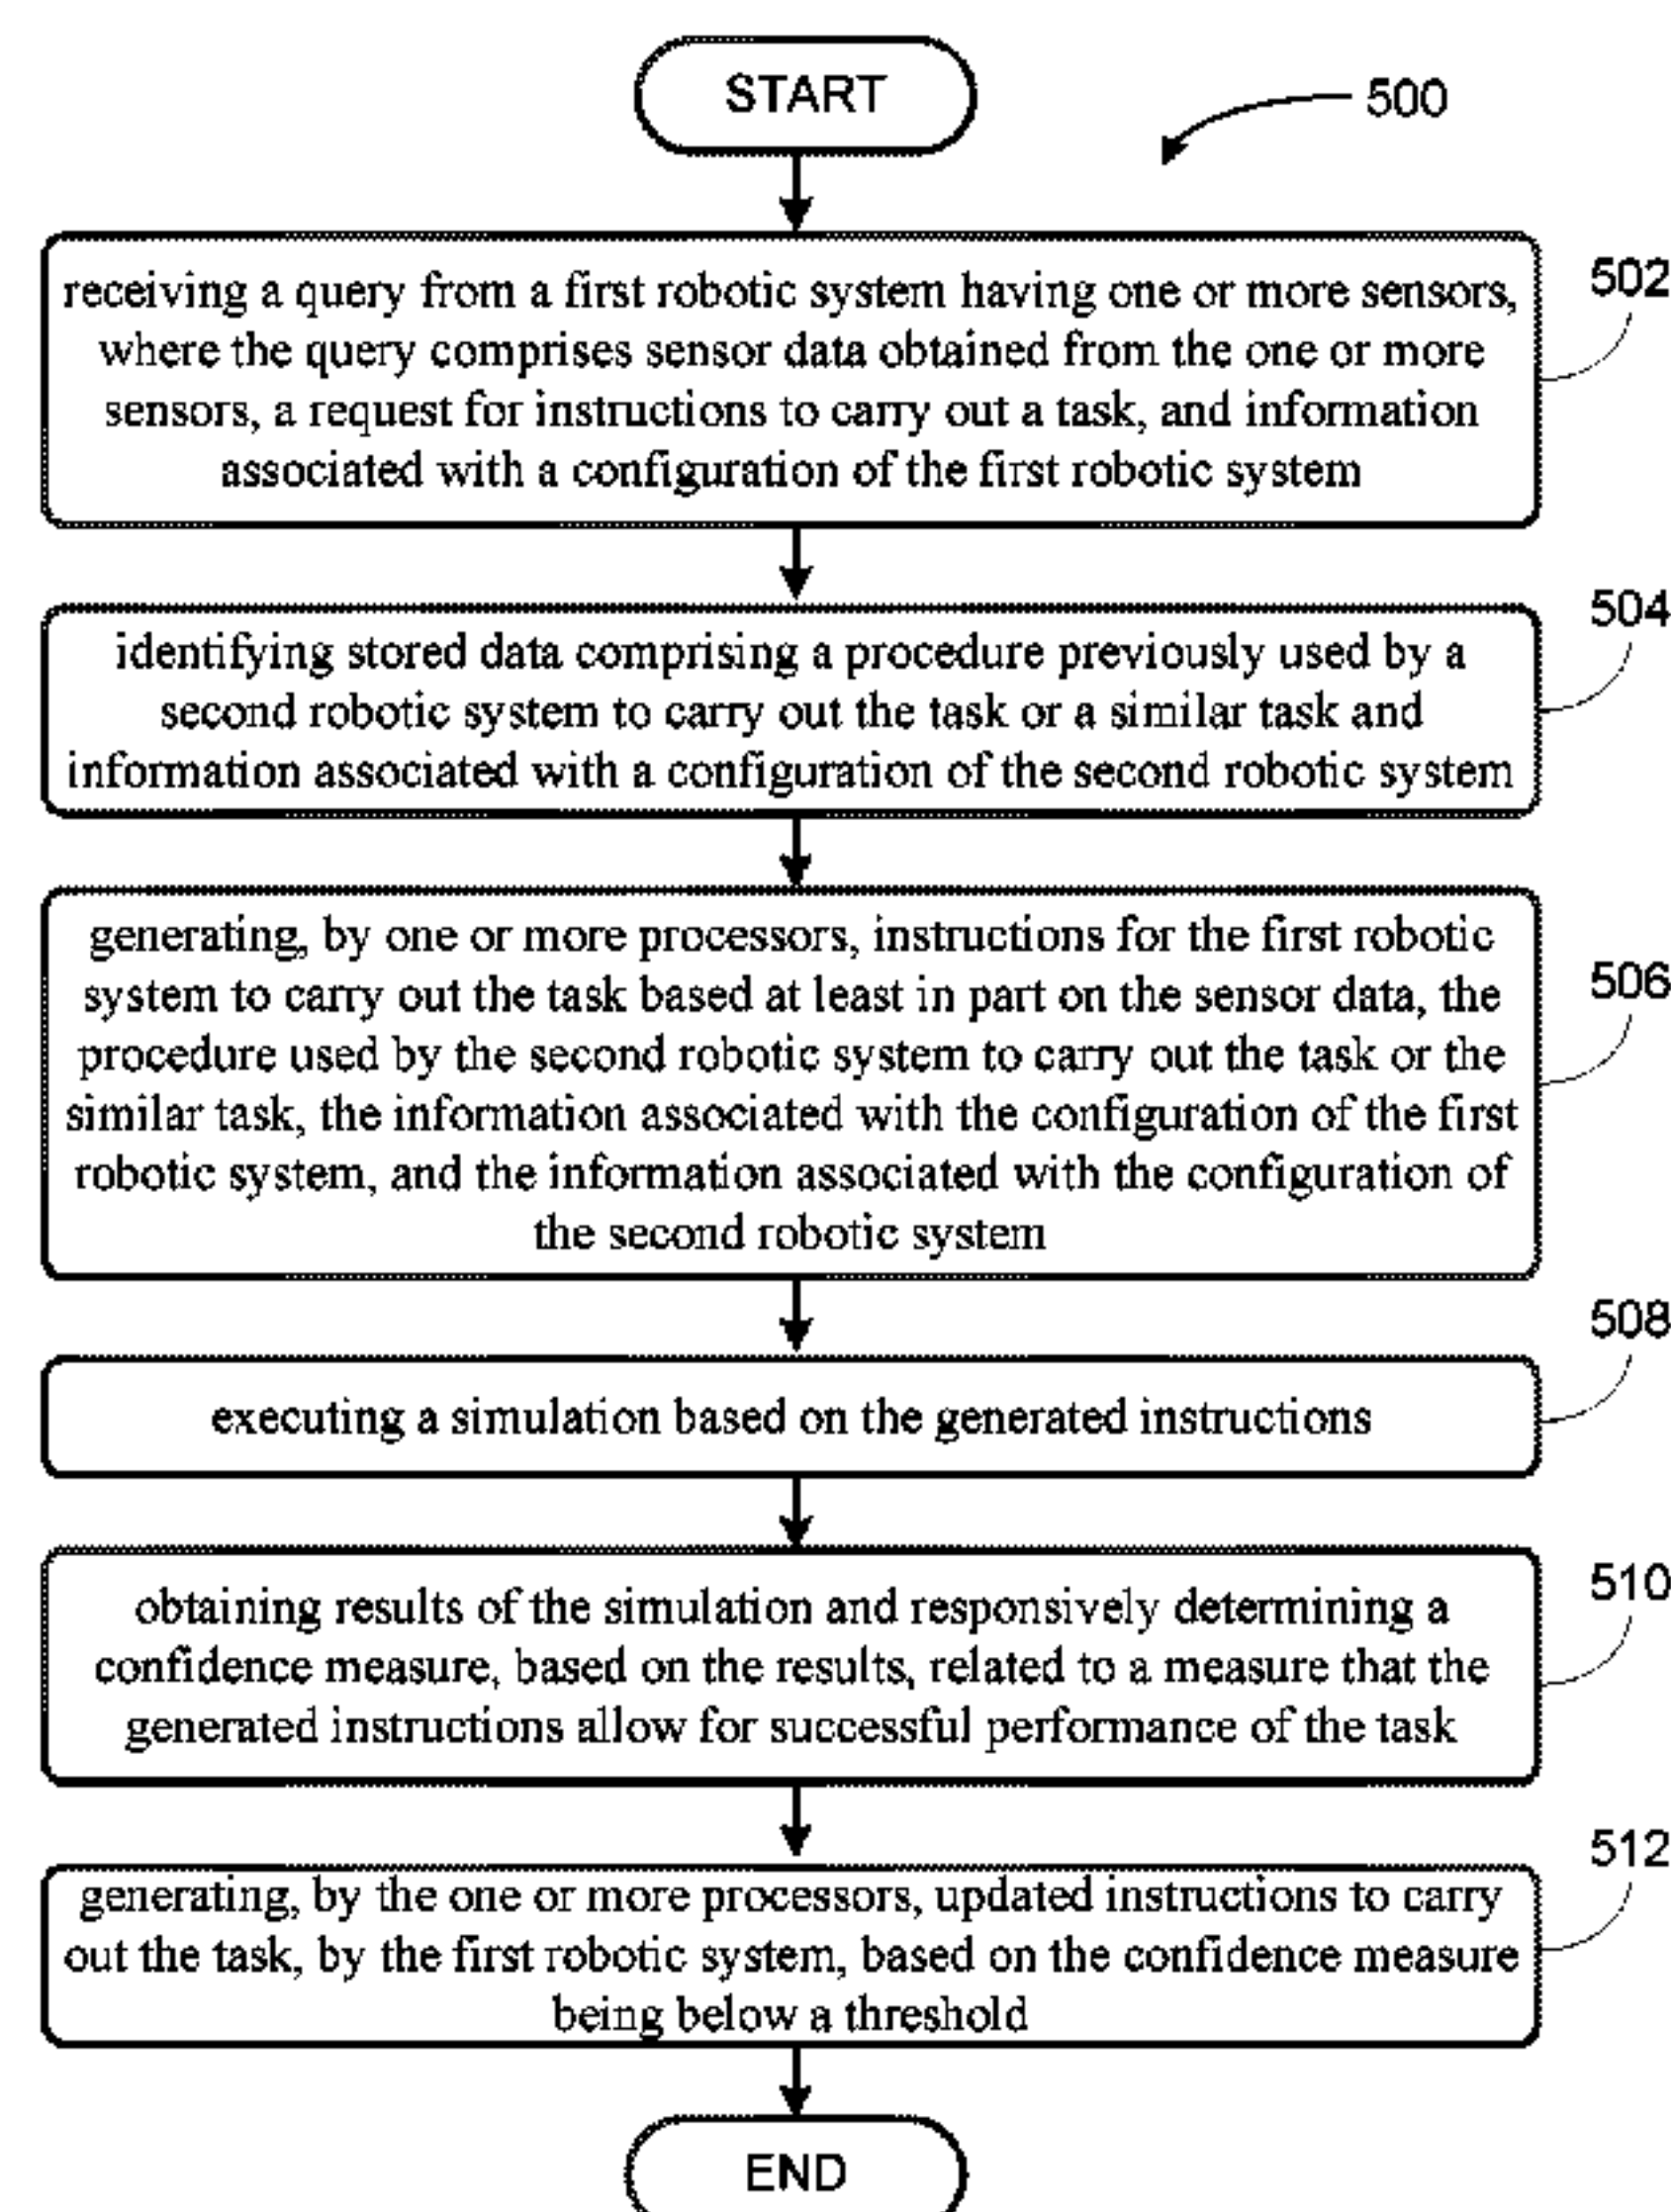 START
500
receiving a query from a first robotic system having one or more sensors,
where the query comprises sensor data obtained from the one or more
sensors, a request for instructions to carry out a task, and information
associated with a configuration of the first robotic system
502
identifying stored data comprising a procedure previously used by a
second robotic system to carry out the task or a similar task and
information associated with a configuration of the second robotic system
504
generating, by one or more processors, instructions for the first robotic
system to carry out the task based at least in part on the sensor data, the
procedure used by the second robotic system to carry out the task or the
similar task, the information associated with the configuration of the first
robotic system, and the information associated with the configuration of
the second robotic system
506
executing a simulation based on the generated instructions
508
obtaining results of the simulation and responsively determining a
confidence measure, based on the results, related to a measure that the
generated instructions allow for successful performance of the task
510
generating, by the one or more processors, updated instructions to carry
out the task, by the first robotic system, based on the confidence measure
being below a threshold
512
END